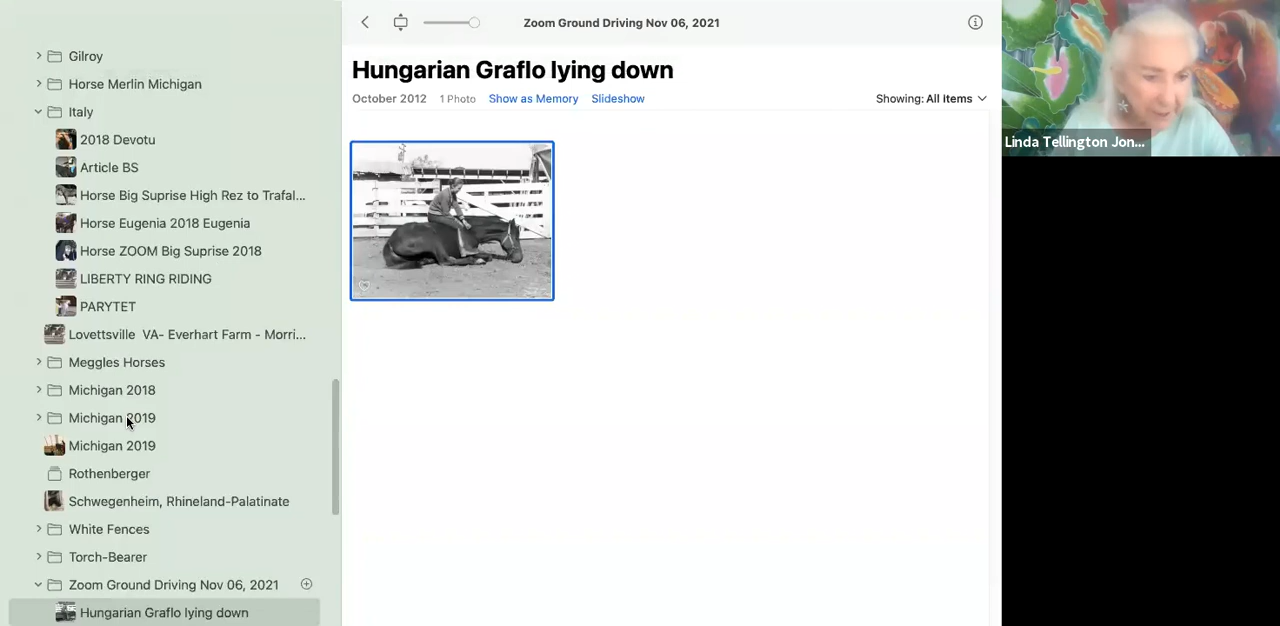 Gilroy
Horse Merlin Michigan
Italy
2018 Devotu
Article BS
Horse Big Suprise High Rez to Trafal...
Horse Eugenia 2018 Eugenia
Horse ZOOM Big Suprise 2018
LIBERTY RING RIDING
PARYTET
Lovettsville VA- Everhart Farm - Morri...
Meggles Horses
Michigan 2018
Michigan 2019
Michigan 2019
Rothenberger
Schwegenheim, Rhineland-Palatinate
White Fences
Torch-Bearer
Zoom Ground Driving Nov 06, 2021
Hungarian Graflo lying down
Zoom Ground Driving Nov 06, 2021
Hungarian Graflo lying down
October 2012 1 Photo Show as Memory Slideshow Showing: All Items
Linda Tellington Jon...